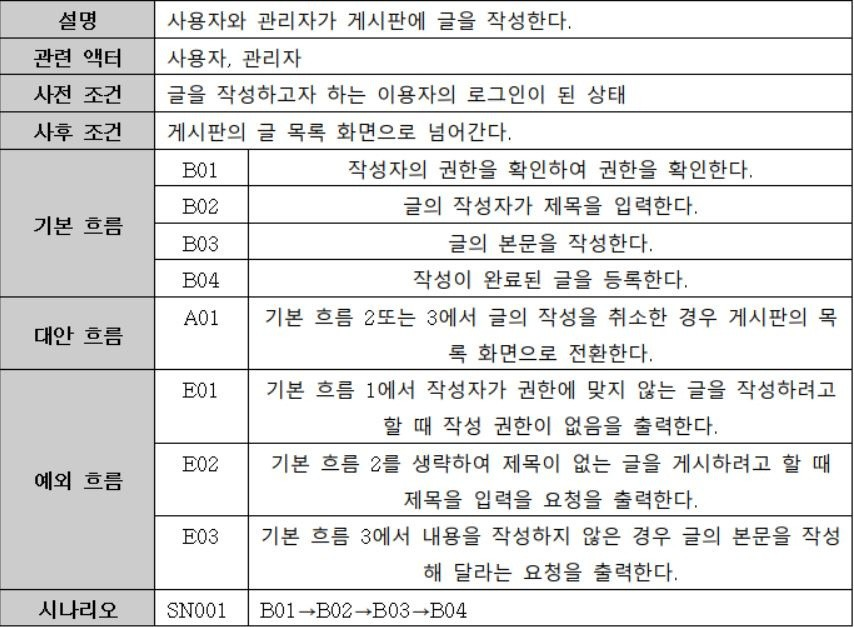 설명 사용자와 관리자가 게시판에 글을 작성한다.
관련 액터 사용자, 관리자
사전 조건 글을 작성하고자 하는 이용자의 로그인이 된 상태
사후 조건 게시판의 글 목록 화면으로 넘어간다.
기본 흐름
B01 작성자의 권한을 확인하여 권한을 확인한다.
B02 글의 작성자가 제목을 입력한다.
B03 글의 본문을 작성한다.
B04 작성이 완료된 글을 등록한다.
대안 흐름
A01 기본 흐름 2또는 3에서 글의 작성을 취소한 경우 게시판의 목
록 화면으로 전환한다.
예외 흐름
E01 기본 흐름 1에서 작성자가 권한에 맞지 않는 글을 작성하려고
할 때 작성 권한이 없음을 출력한다.
E02 기본 흐름 2를 생략하여 제목이 없는 글을 게시하려고 할 때
제목을 입력을 요청을 출력한다.
E03 기본 흐름 3에서 내용을 작성하지 않은 경우 글의 본문을 작성
해 달라는 요청을 출력한다.
시나리오 SN001 B01→B02→B03→B04